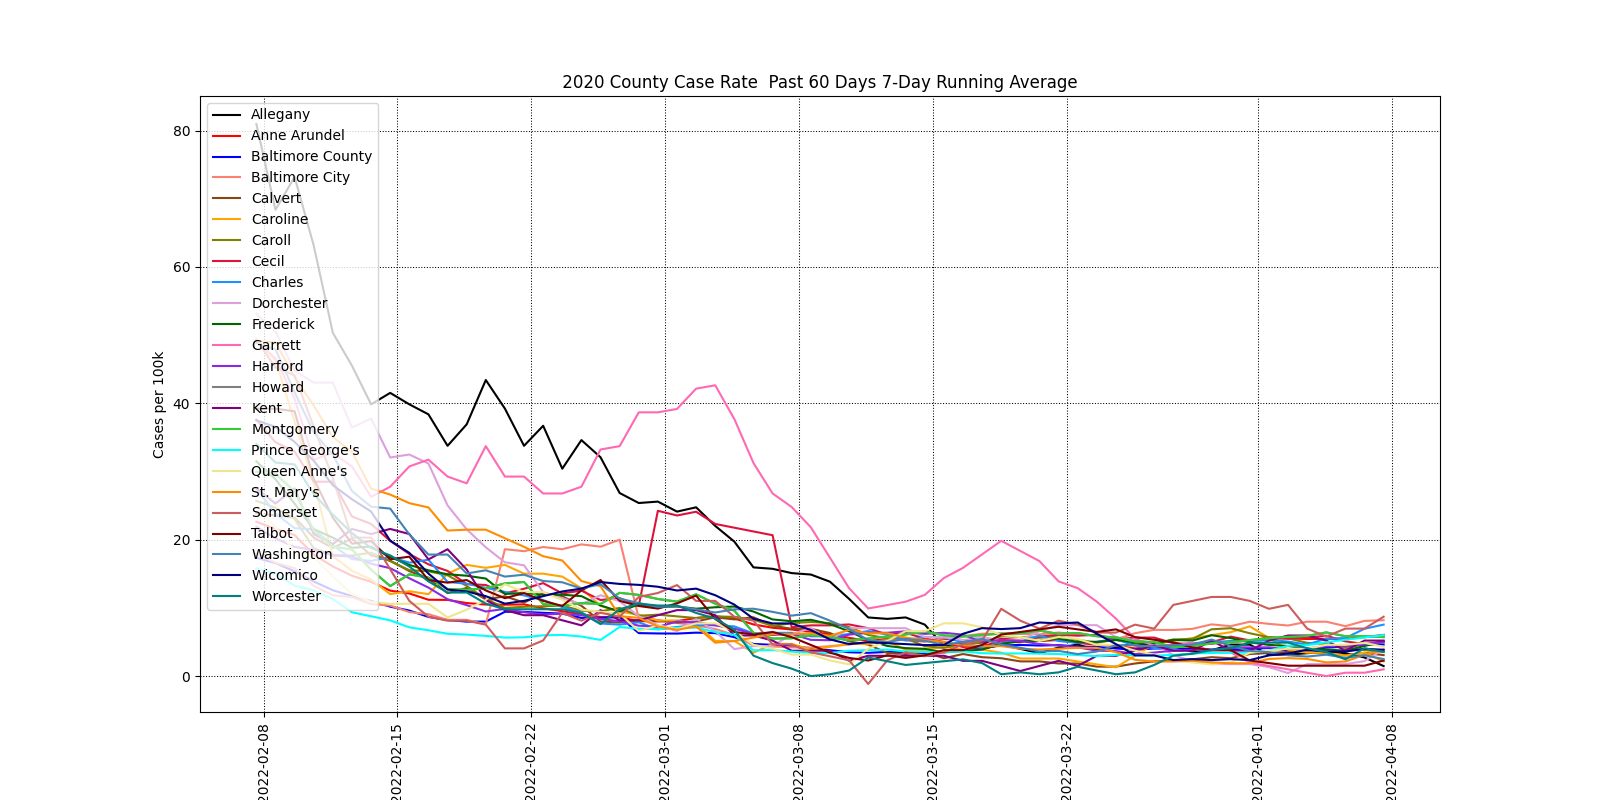 2020 County Case Rate  Past 60 Days 7-Day Running Average
80
60
40
20
0
Cases per 100k
Allegany
Anne Arundel
Baltimore County
Baltimore City
Calvert
Caroline
Caroll
Cecil
Charles
Dorchester
Frederick
Garrett
Harford
Howard
Kent
Montgomery
Prince George's
Queen Anne's
St. Mary's
Somerset
Talbot
Washington
Wicomico
Worcester
2022-02-08
2022-02-15
2022-02-22
2022-03-01
2022-03-08
2022-03-15
2022-03-22
2022-04-01
2022-04-08